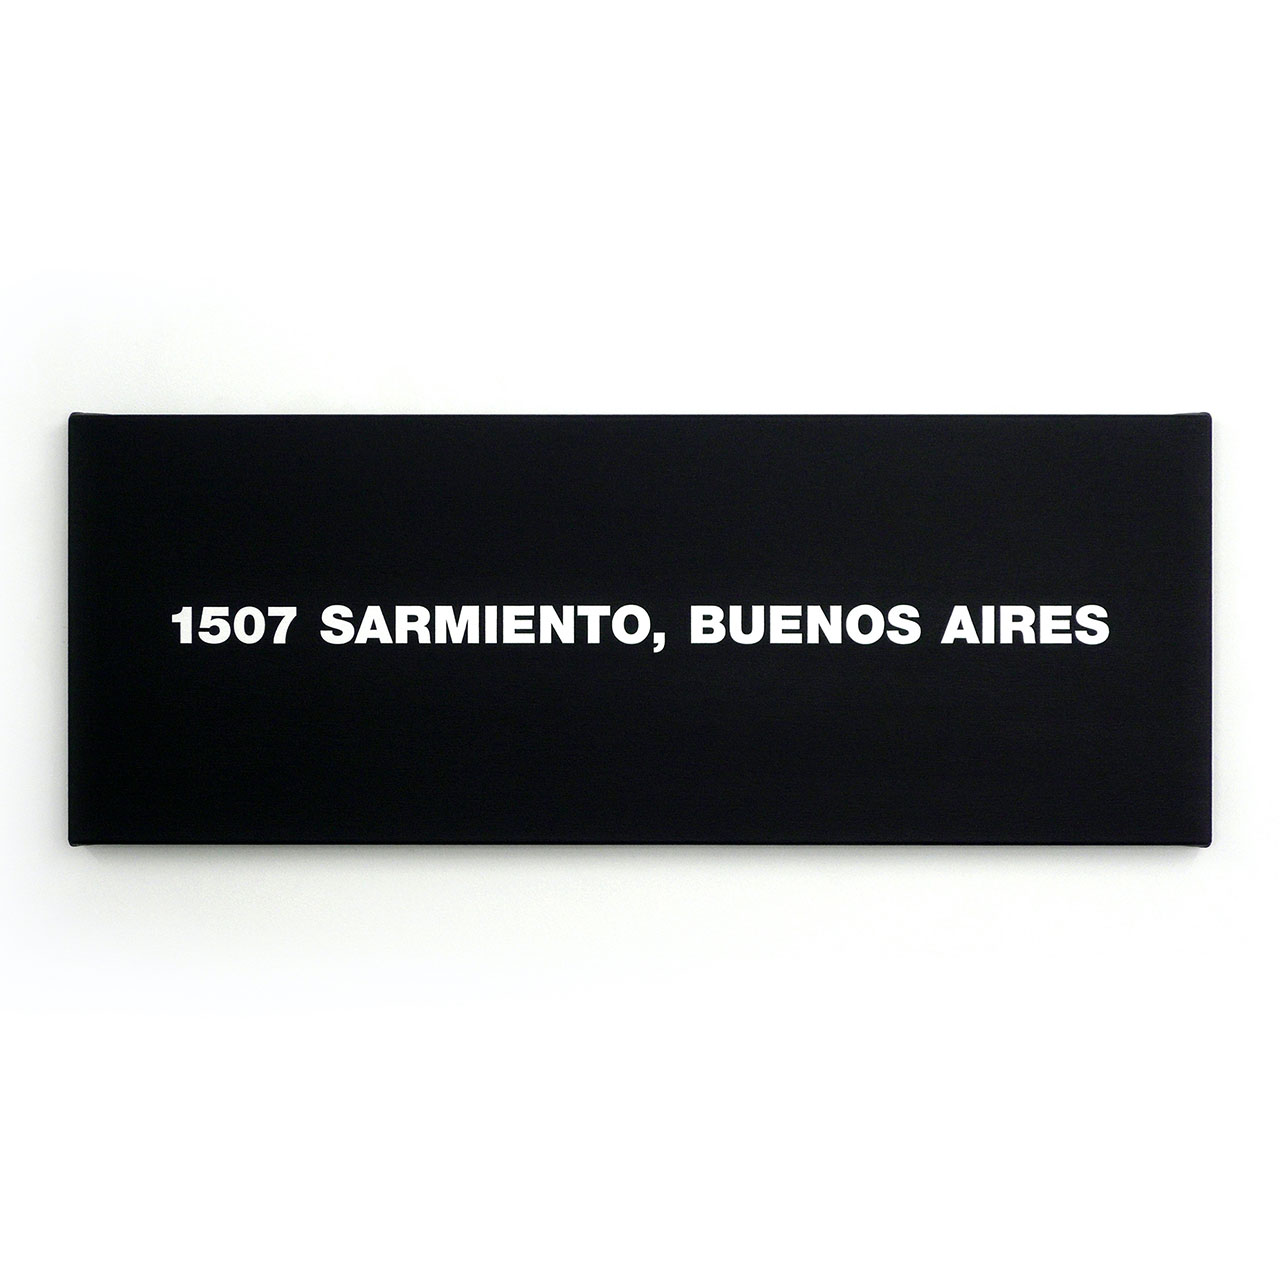 1507 SARMIENTO, BUENOS AIRES